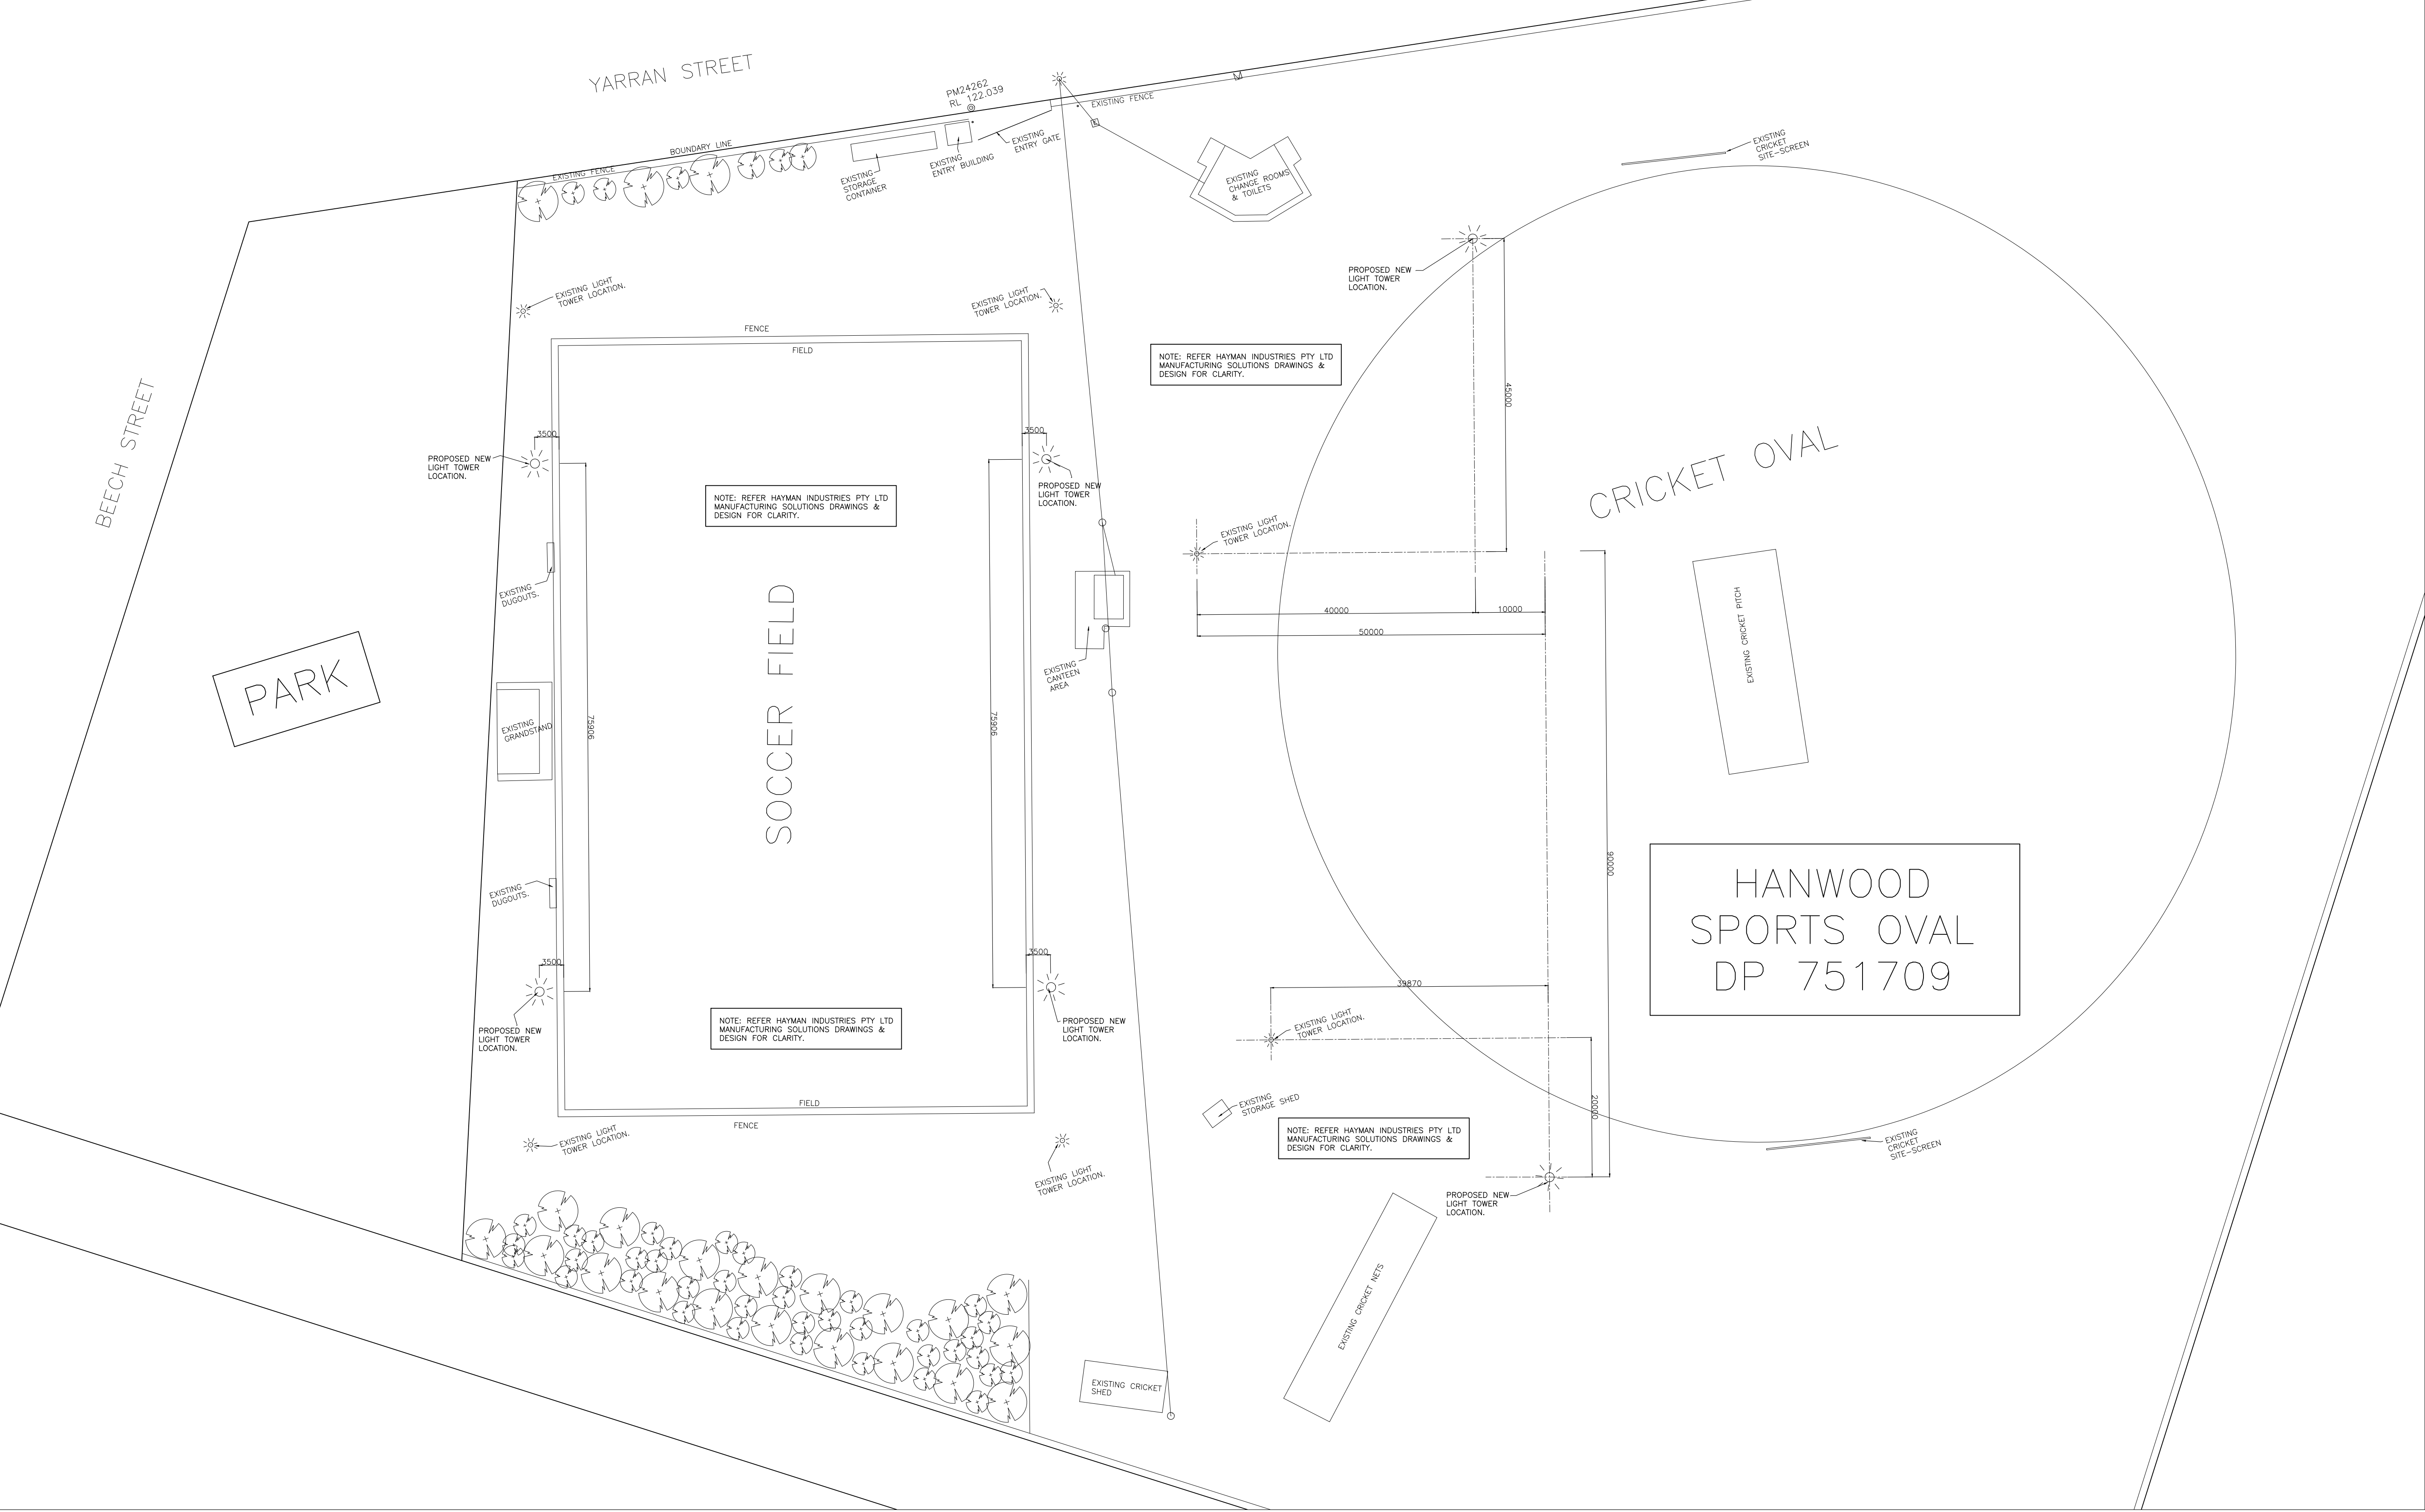 YARRAN STREET
PM24262
RL 122.039
BOUNDARY LINE
EXISTING FENCE
EXISTING FENCE
EXISTING
STORAGE
CONTAINER
EXISTING
ENTRY BUILDING
EXISTING
ENTRY GATE
M
E
EXISTING
CHANGE ROOMS
& TOILETS
EXISTING
CRICKET
SITE-SCREEN
EXISTING LIGHT
TOWER LOCATION.
EXISTING LIGHT
TOWER LOCATION.
PROPOSED NEW
LIGHT TOWER
LOCATION.
FENCE
FIELD
NOTE: REFER HAYMAN INDUSTRIES PTY LTD
MANUFACTURING SOLUTIONS DRAWINGS &
DESIGN FOR CLARITY.
45000
BEECH STREET
3500
3500
PROPOSED NEW
LIGHT TOWER
LOCATION.
PROPOSED NEW
LIGHT TOWER
LOCATION.
NOTE: REFER HAYMAN INDUSTRIES PTY LTD
MANUFACTURING SOLUTIONS DRAWINGS &
DESIGN FOR CLARITY.
CRICKET OVAL
EXISTING LIGHT
TOWER LOCATION.
EXISTING
DUGOUTS.
40000
10000
50000
EXISTING CRICKET PITCH
EXISTING
CANTEEN
AREA
PARK
EXISTING
GRANDSTAND
75906
SOCCER FIELD
75906
90000
HANWOOD
SPORTS OVAL
DP 751709
EXISTING
DUGOUTS.
3500
3500
39870
PROPOSED NEW
LIGHT TOWER
LOCATION.
NOTE: REFER HAYMAN INDUSTRIES PTY LTD
MANUFACTURING SOLUTIONS DRAWINGS &
DESIGN FOR CLARITY.
PROPOSED NEW
LIGHT TOWER
LOCATION.
EXISTING LIGHT
TOWER LOCATION.
20000
FIELD
FENCE
EXISTING
STORAGE SHED
NOTE: REFER HAYMAN INDUSTRIES PTY LTD
MANUFACTURING SOLUTIONS DRAWINGS &
DESIGN FOR CLARITY.
EXISTING
CRICKET
SITE-SCREEN
EXISTING LIGHT
TOWER LOCATION.
EXISTING LIGHT
TOWER LOCATION.
PROPOSED NEW
LIGHT TOWER
LOCATION.
EXISTING CRICKET NETS
EXISTING CRICKET
SHED